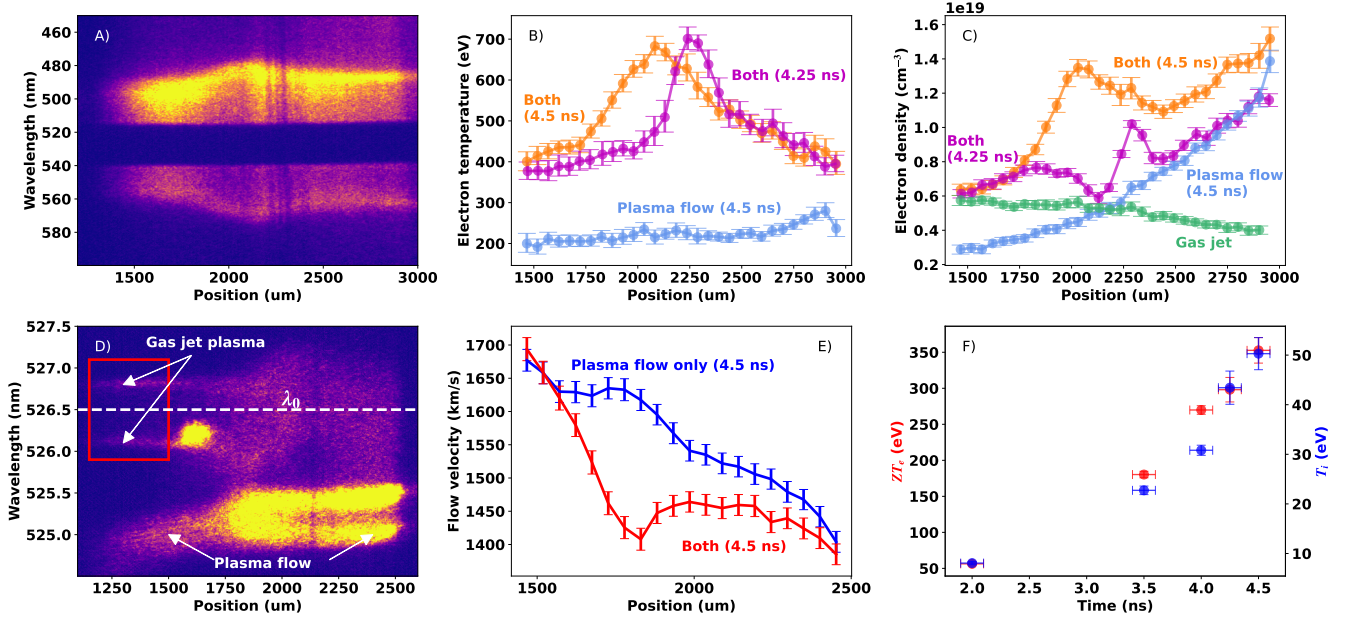 A)
460
480
500
520
540
560
580
Wavelength (nm)
1500
2000
2500
3000
Position (um)
B)
700
600
500
400
300
200
Electron temperature (eV)
Both (4.25 ns)
Both
(4.5 ns)
Plasma flow (4.5 ns)
1500
1750
2000
2250
2500
2750
3000
Position (um)
1e19
C)
1.6
1.4
1.2
1.0
0.8
0.6
0.4
0.2
Electron density (cm⁻³)
Both (4.5 ns)
Both
(4.25 ns)
Plasma flow
(4.5 ns)
Gas jet
1500
1750
2000
2250
2500
2750
3000
Position (um)
D)
527.5
527.0
526.5
526.0
525.5
525.0
Wavelength (nm)
Gas jet plasma
λ₀
Plasma flow
1250
1500
1750
2000
2250
2500
Position (um)
E)
1700
1650
1600
1550
1500
1450
1400
Flow velocity (km/s)
Plasma flow only (4.5 ns)
Both (4.5 ns)
1500
2000
2500
Position (um)
F)
350
300
250
200
150
100
50
ZTₑ (eV)
50
40
30
20
10
Tᵢ (eV)
2.0
2.5
3.0
3.5
4.0
4.5
Time (ns)